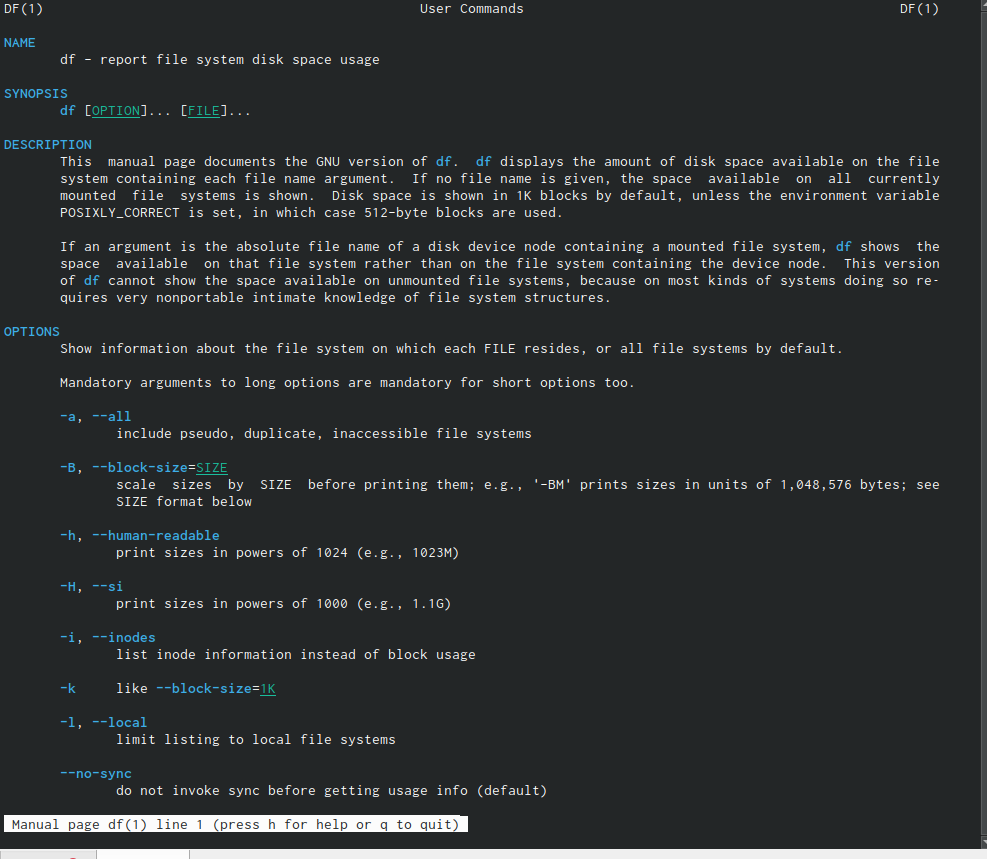 DF(1) User Commands DF(1)
NAME
df - report file system disk space usage
SYNOPSIS
df [OPTION]... [FILE]...
DESCRIPTION
This manual page documents the GNU version of df. df displays the amount of disk space available on the file
system containing each file name argument. If no file name is given, the space available on all currently
mounted file systems is shown. Disk space is shown in 1K blocks by default, unless the environment variable
POSIXLY_CORRECT is set, in which case 512-byte blocks are used.
If an argument is the absolute file name of a disk device node containing a mounted file system, df shows the
space available on that file system rather than on the file system containing the device node. This version
of df cannot show the space available on unmounted file systems, because on most kinds of systems doing so re-
quires very nonportable intimate knowledge of file system structures.
OPTIONS
Show information about the file system on which each FILE resides, or all file systems by default.
Mandatory arguments to long options are mandatory for short options too.
-a, --all
include pseudo, duplicate, inaccessible file systems
-B, --block-size=SIZE
scale sizes by SIZE before printing them; e.g., '-BM' prints sizes in units of 1,048,576 bytes; see
SIZE format below
-h, --human-readable
print sizes in powers of 1024 (e.g., 1023M)
-H, --si
print sizes in powers of 1000 (e.g., 1.1G)
-i, --inodes
list inode information instead of block usage
-k like --block-size=1K
-l, --local
limit listing to local file systems
--no-sync
do not invoke sync before getting usage info (default)
Manual page df(1) line 1 (press h for help or q to quit)